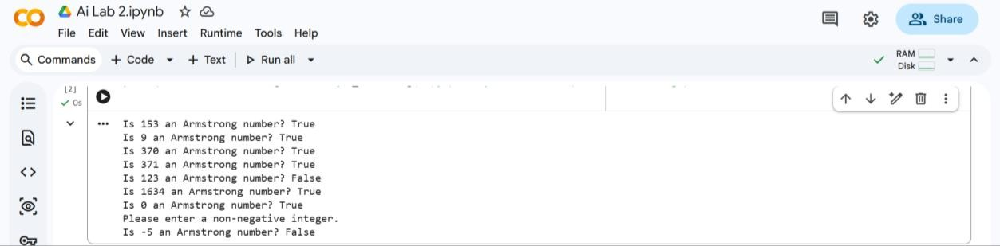 Ai Lab 2.ipynb
File Edit View Insert Runtime Tools Help
Share
Commands + Code + Text Run all
RAM
Disk
[2]
0s
Is 153 an Armstrong number? True
Is 9 an Armstrong number? True
Is 370 an Armstrong number? True
Is 371 an Armstrong number? True
Is 123 an Armstrong number? False
Is 1634 an Armstrong number? True
Is 0 an Armstrong number? True
Please enter a non-negative integer.
Is -5 an Armstrong number? False